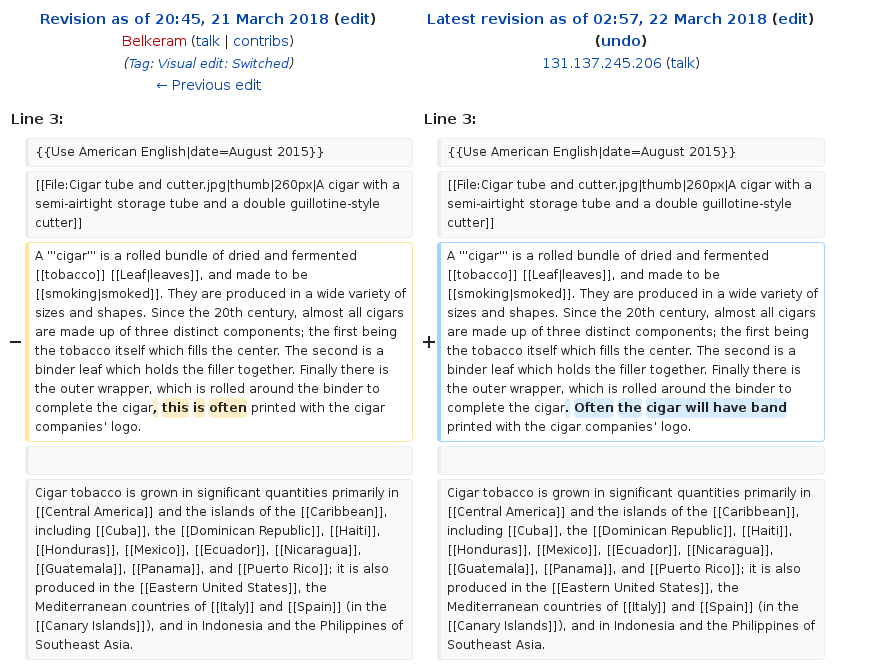 Revision as of 20:45, 21 March 2018 (edit)
Belkeram (talk | contribs)
(Tag: Visual edit: Switched)
← Previous edit
Latest revision as of 02:57, 22 March 2018 (edit)
(undo)
131.137.245.206 (talk)
Line 3:
{{Use American English|date=August 2015}}
[[File:Cigar tube and cutter.jpg|thumb|260px|A cigar with a
semi-airtight storage tube and a double guillotine-style
cutter]]
−
A '''cigar''' is a rolled bundle of dried and fermented
[[tobacco]] [[Leaf|leaves]], and made to be
[[smoking|smoked]]. They are produced in a wide variety of
sizes and shapes. Since the 20th century, almost all cigars
are made up of three distinct components; the first being
the tobacco itself which fills the center. The second is a
binder leaf which holds the filler together. Finally there is
the outer wrapper, which is rolled around the binder to
complete the cigar, this is often printed with the cigar
companies' logo.
Cigar tobacco is grown in significant quantities primarily in
[[Central America]] and the islands of the [[Caribbean]],
including [[Cuba]], the [[Dominican Republic]], [[Haiti]],
[[Honduras]], [[Mexico]], [[Ecuador]], [[Nicaragua]],
[[Guatemala]], [[Panama]], and [[Puerto Rico]]; it is also
produced in the [[Eastern United States]], the
Mediterranean countries of [[Italy]] and [[Spain]] (in the
[[Canary Islands]]), and in Indonesia and the Philippines of
Southeast Asia.
Line 3:
{{Use American English|date=August 2015}}
[[File:Cigar tube and cutter.jpg|thumb|260px|A cigar with a
semi-airtight storage tube and a double guillotine-style
cutter]]
+
A '''cigar''' is a rolled bundle of dried and fermented
[[tobacco]] [[Leaf|leaves]], and made to be
[[smoking|smoked]]. They are produced in a wide variety of
sizes and shapes. Since the 20th century, almost all cigars
are made up of three distinct components; the first being
the tobacco itself which fills the center. The second is a
binder leaf which holds the filler together. Finally there is
the outer wrapper, which is rolled around the binder to
complete the cigar. Often the cigar will have band
printed with the cigar companies' logo.
Cigar tobacco is grown in significant quantities primarily in
[[Central America]] and the islands of the [[Caribbean]],
including [[Cuba]], the [[Dominican Republic]], [[Haiti]],
[[Honduras]], [[Mexico]], [[Ecuador]], [[Nicaragua]],
[[Guatemala]], [[Panama]], and [[Puerto Rico]]; it is also
produced in the [[Eastern United States]], the
Mediterranean countries of [[Italy]] and [[Spain]] (in the
[[Canary Islands]]), and in Indonesia and the Philippines of
Southeast Asia.